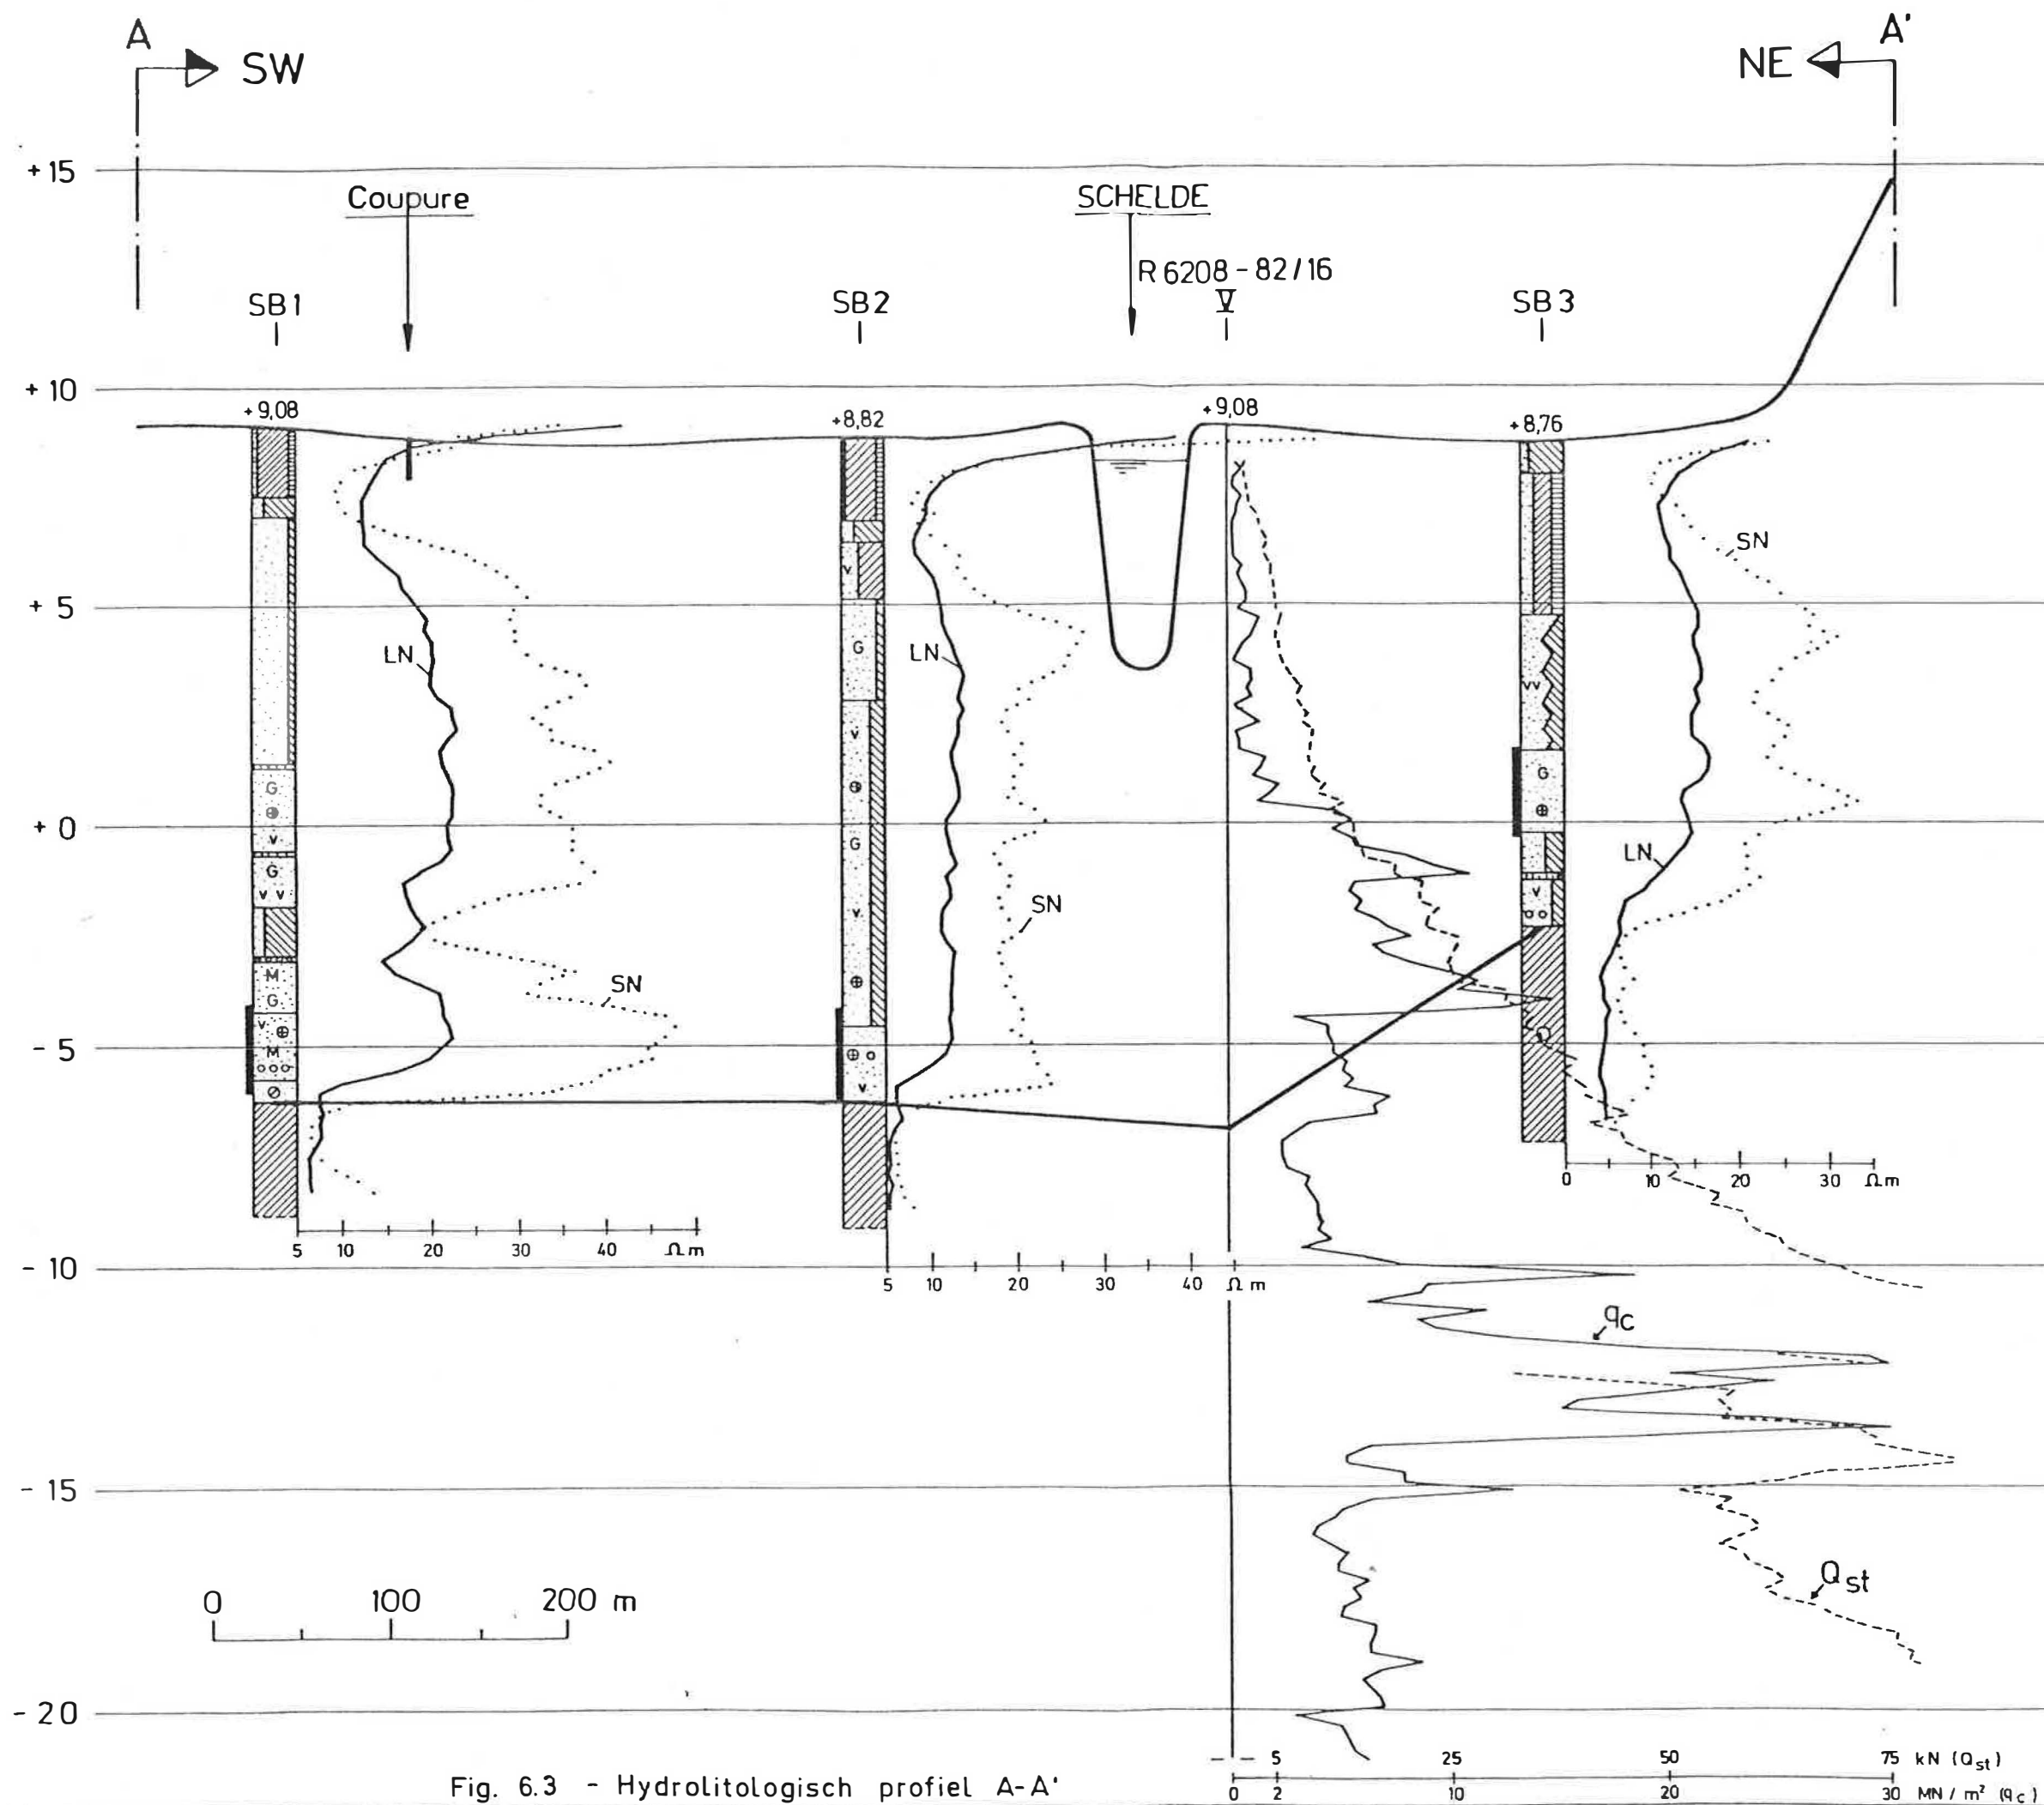 A
SW
NE
A'
+15
Coupure
SCHELDE
R 6208 - 82/16
SB1
SB2
V
SB3
+10
+9,08
+8,82
+9,08
+8,76
SN
v
+ 5
LN
G
LN
vv
v
G
G
+ 0
v
G
LN
G
v v
v
SN
v
M
G
SN
v
M
- 5
v
0 10 20 30 Ωm
5 10 20 30 40 Ωm
- 10
5 10 20 30 40 Ωm
qc
- 15
Qst
0 100 200 m
- 20
5 25 50 75 kN (Qst)
0 2 10 20 30 MN / m² (qc)
Fig. 6.3 - Hydrolitologisch profiel A-A'